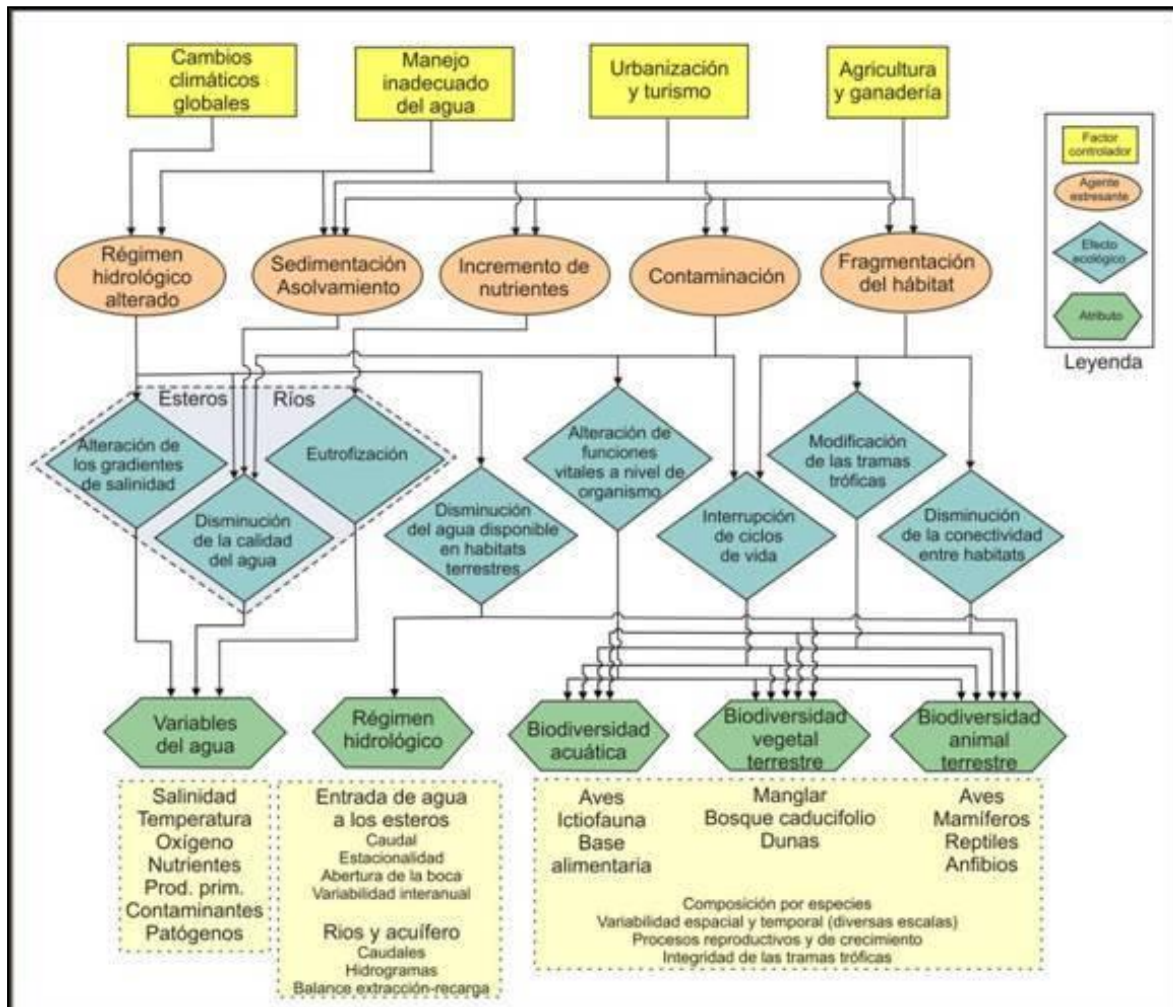 Cambios
climáticos
globales
Manejo
inadecuado
del agua
Urbanización
y turismo
Agricultura
y ganadería
Factor
controlador
Agente
estresante
Efecto
ecológico
Atributo
Leyenda
Régimen
hidrológico
alterado
Sedimentación
Asolvamiento
Incremento de
nutrientes
Contaminación
Fragmentación
del hábitat
Esteros
Ríos
Alteración de
los gradientes
de salinidad
Eutrofización
Disminución
de la calidad
del agua
Disminución
del agua disponible
en habitats
terrestres
Alteración de
funciones
vitales a nivel de
organismo
Interrupción
de ciclos
de vida
Modificación
de las tramas
tróficas
Disminución
de la conectividad
entre habitats
Variables
del agua
Régimen
hidrológico
Biodiversidad
acuática
Biodiversidad
vegetal
terrestre
Biodiversidad
animal
terrestre
Salinidad
Temperatura
Oxígeno
Nutrientes
Prod. prim.
Contaminantes
Patógenos
Entrada de agua
a los esteros
Caudal
Estacionalidad
Abertura de la boca
Variabilidad interanual
Rios y acuífero
Caudales
Hidrogramas
Balance extracción-recarga
Aves
Ictiofauna
Base
alimentaria
Manglar
Bosque caducifolio
Dunas
Aves
Mamíferos
Reptiles
Anfibios
Composición por especies
Variabilidad espacial y temporal (diversas escalas)
Procesos reproductivos y de crecimiento
Integridad de las tramas tróficas